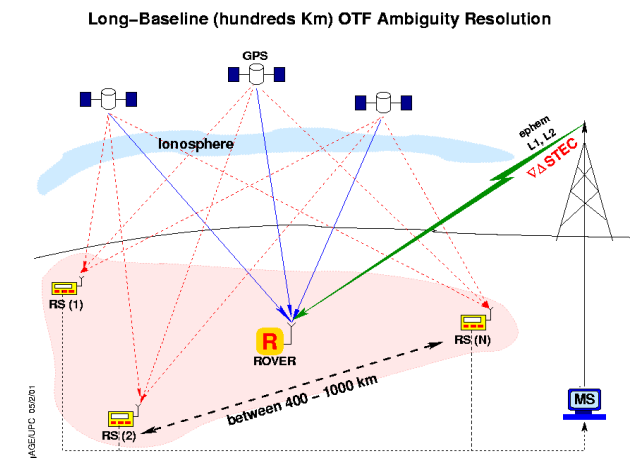 Long-Baseline (hundreds Km) OTF Ambiguity Resolution
GPS
Ionosphere
ephem
L1, L2
∇ΔSTEC
RS (1)
R
ROVER
RS (N)
between 400 - 1000 km
RS (2)
MS
gAGE/UPC 05/2/01